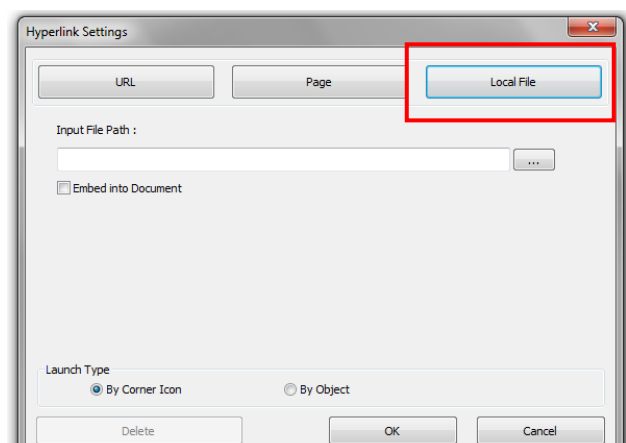 Hyperlink Settings
URL Page Local File
Input File Path :
...
Embed into Document
Launch Type
By Corner Icon By Object
Delete OK Cancel